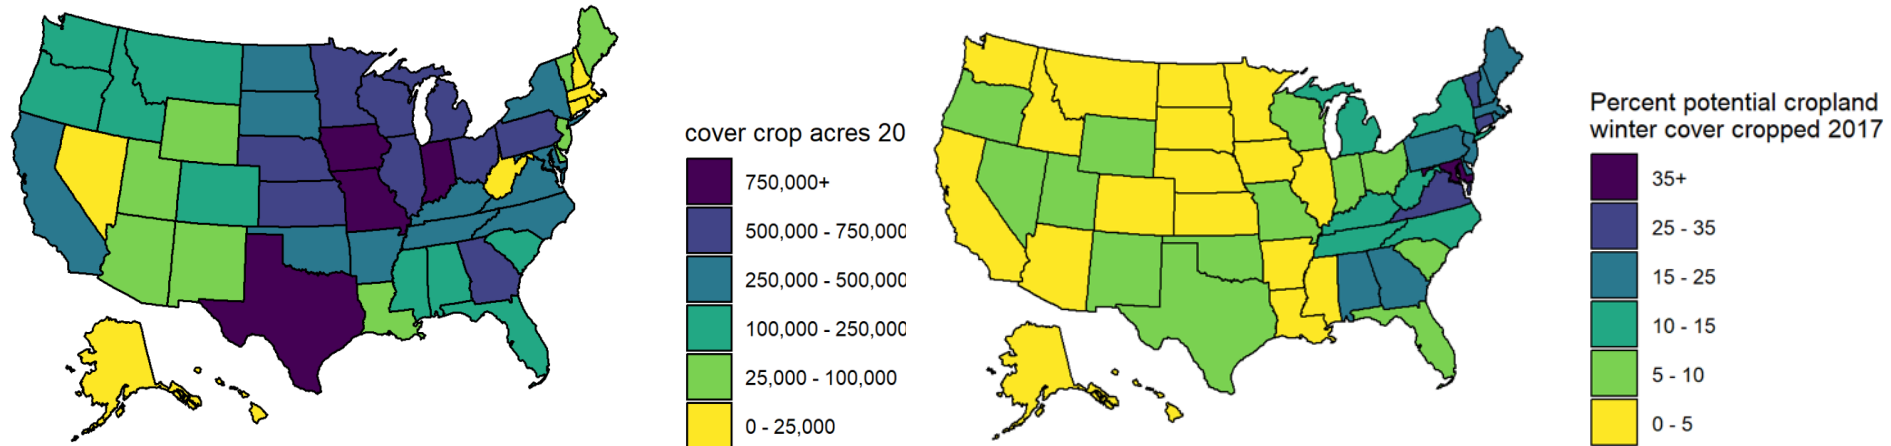 cover crop acres 20
750,000+
500,000 - 750,000
250,000 - 500,000
100,000 - 250,000
25,000 - 100,000
0 - 25,000
Percent potential cropland
winter cover cropped 2017
35+
25 - 35
15 - 25
10 - 15
5 - 10
0 - 5